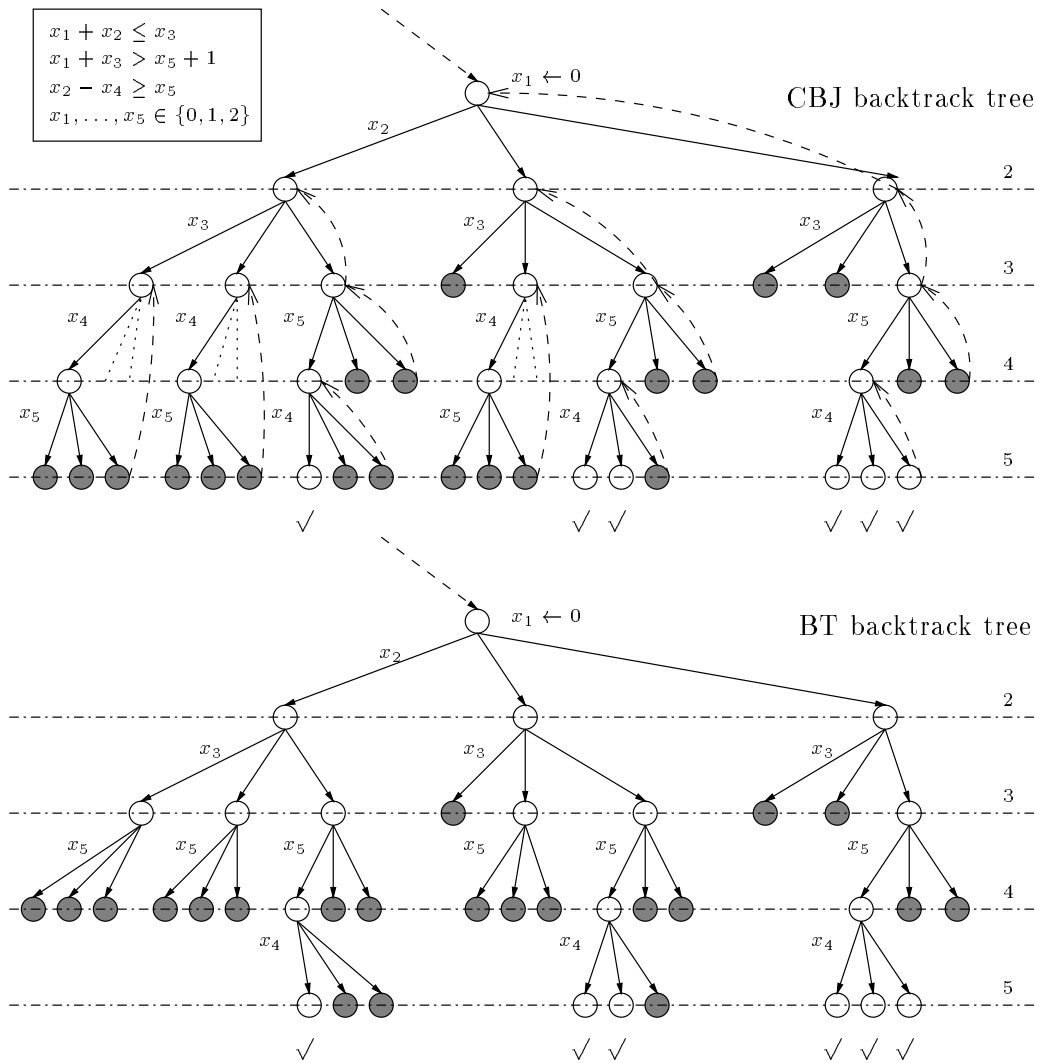 x₁ + x₂ ≤ x₃
x₁ + x₃ > x₅ + 1
x₂ − x₄ ≥ x₅
x₁, . . . , x₅ ∈ {0, 1, 2}
x₁ ← 0
CBJ backtrack tree
x₂
2
x₃ x₃ x₃
3
x₄ x₄ x₅ x₄ x₅ x₅
4
x₅ x₅ x₄ x₅ x₄ x₄
5
√ √ √ √ √ √
x₁ ← 0
BT backtrack tree
x₂
2
x₃ x₃ x₃
3
x₅ x₅ x₅ x₅ x₅ x₅
4
x₄ x₄ x₄
5
√ √ √ √ √ √